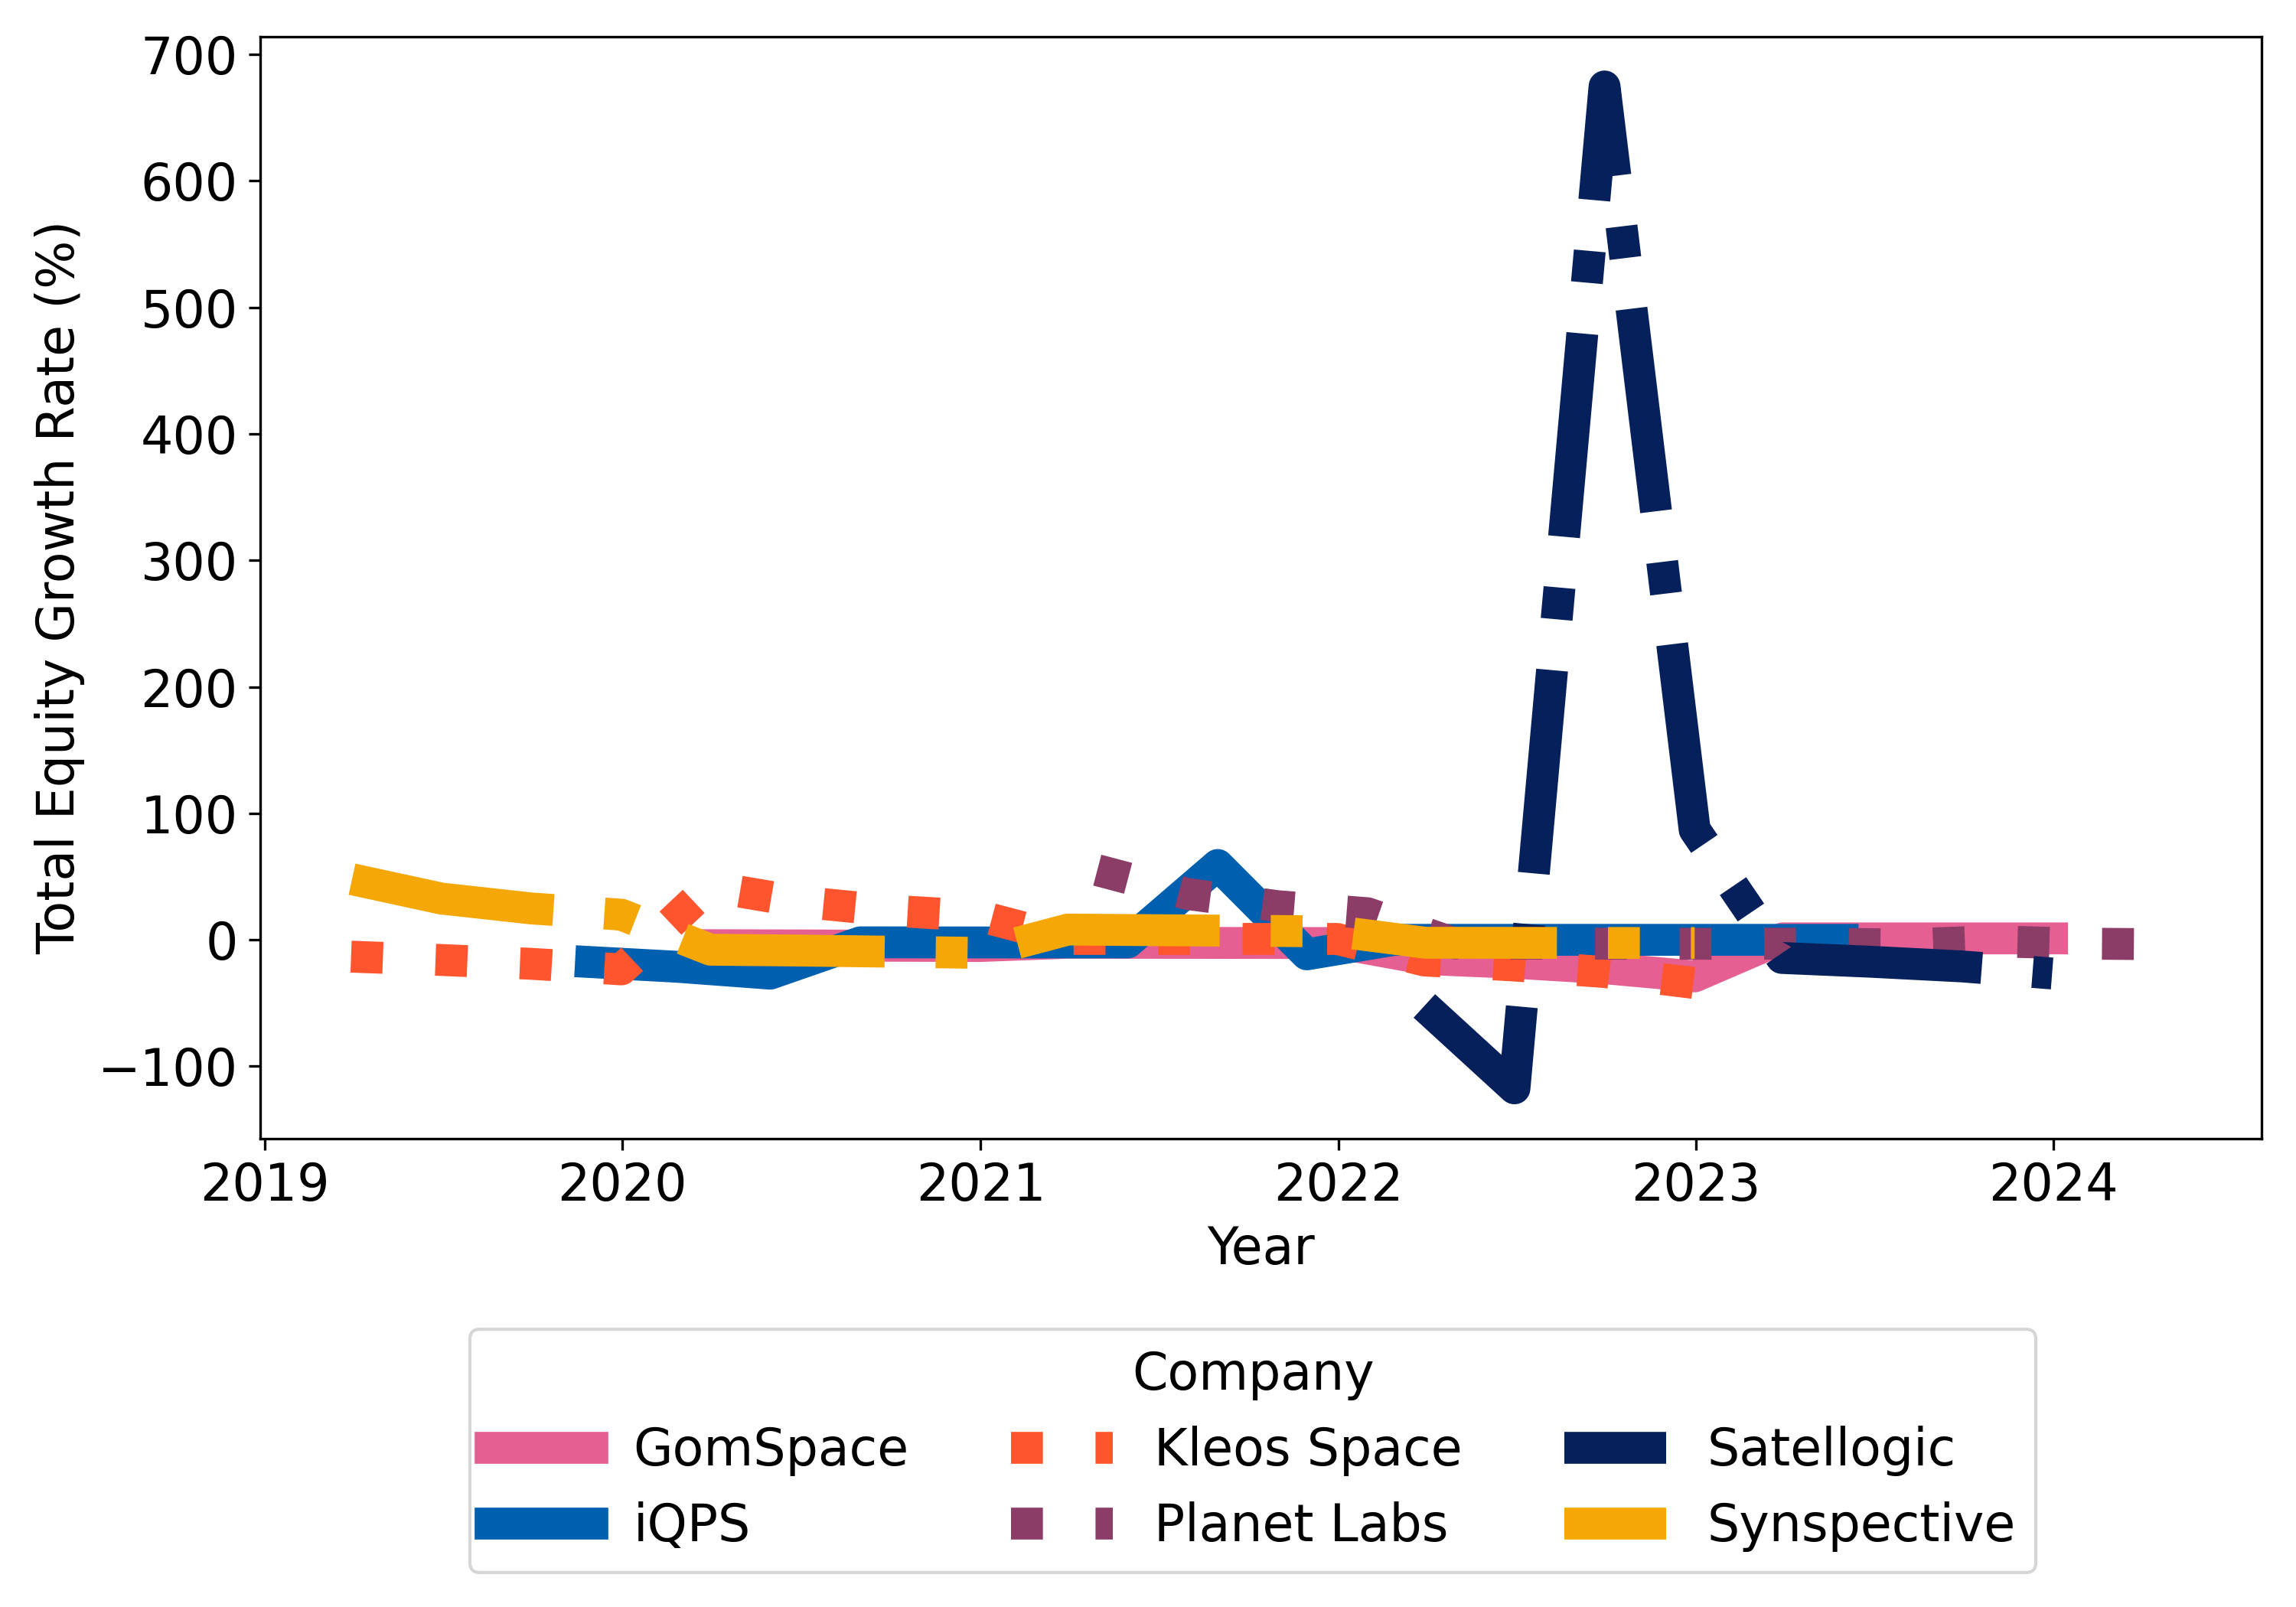 Total Equity Growth Rate (%)
700
600
500
400
300
200
100
0
−100
2019 2020 2021 2022 2023 2024
Year
Company
GomSpace Kleos Space Satellogic
iQPS Planet Labs Synspective